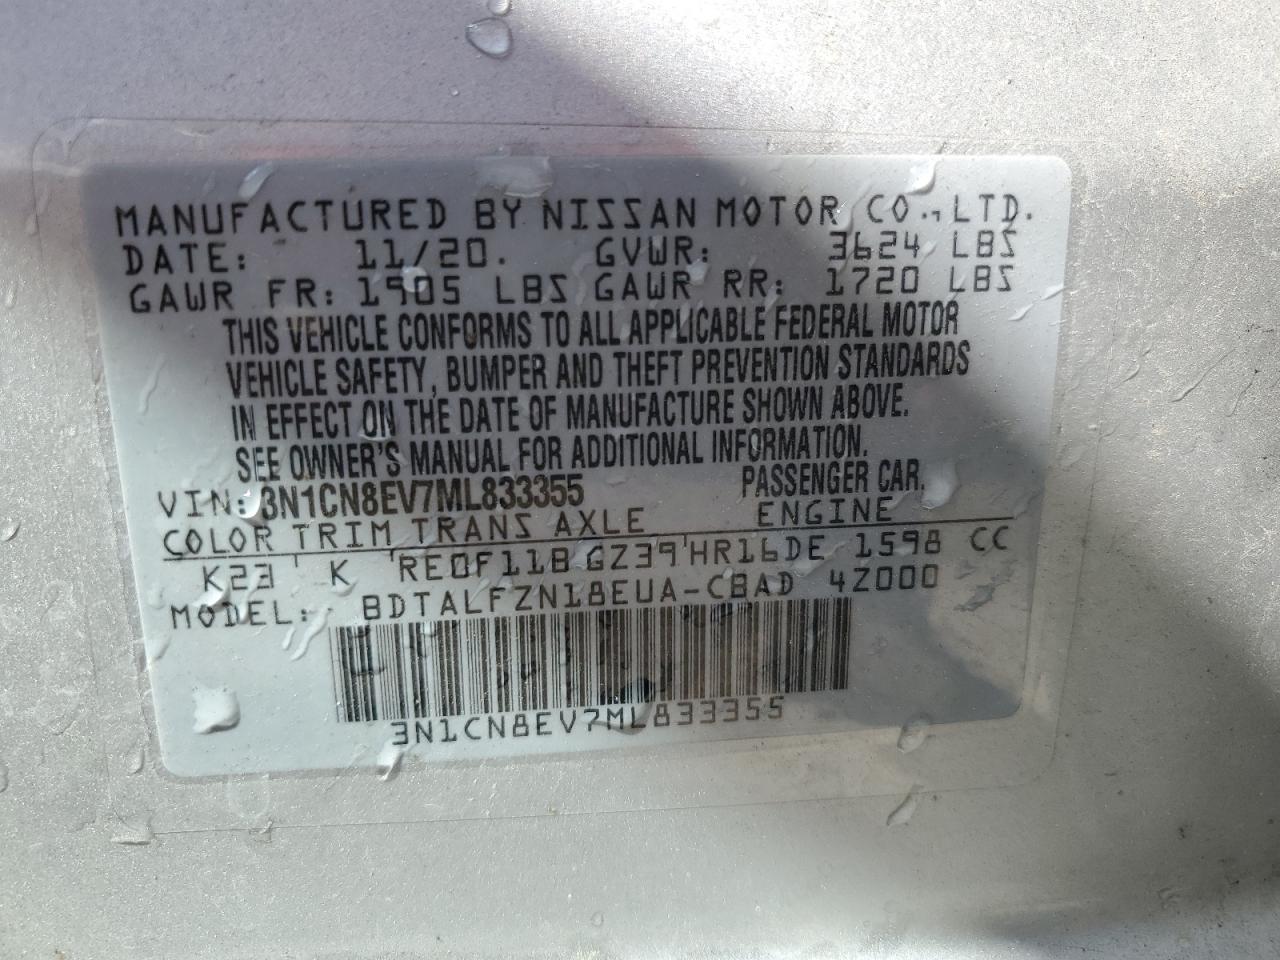 MANUFACTURED BY NISSAN MOTOR CO., LTD.
DATE: 11/20. GVWR: 3624 LBS
GAWR FR: 1905 LBS GAWR RR: 1720 LBS
THIS VEHICLE CONFORMS TO ALL APPLICABLE FEDERAL MOTOR
VEHICLE SAFETY, BUMPER AND THEFT PREVENTION STANDARDS
IN EFFECT ON THE DATE OF MANUFACTURE SHOWN ABOVE.
SEE OWNER'S MANUAL FOR ADDITIONAL INFORMATION.
VIN: 3N1CN8EV7ML833355 PASSENGER CAR.
COLOR TRIM TRANS AXLE ENGINE
K23 K RE0F11B GZ39 HR16DE 1598 CC
MODEL: BDTALFZN18EUA-CBAD 4Z000
3N1CN8EV7ML833355